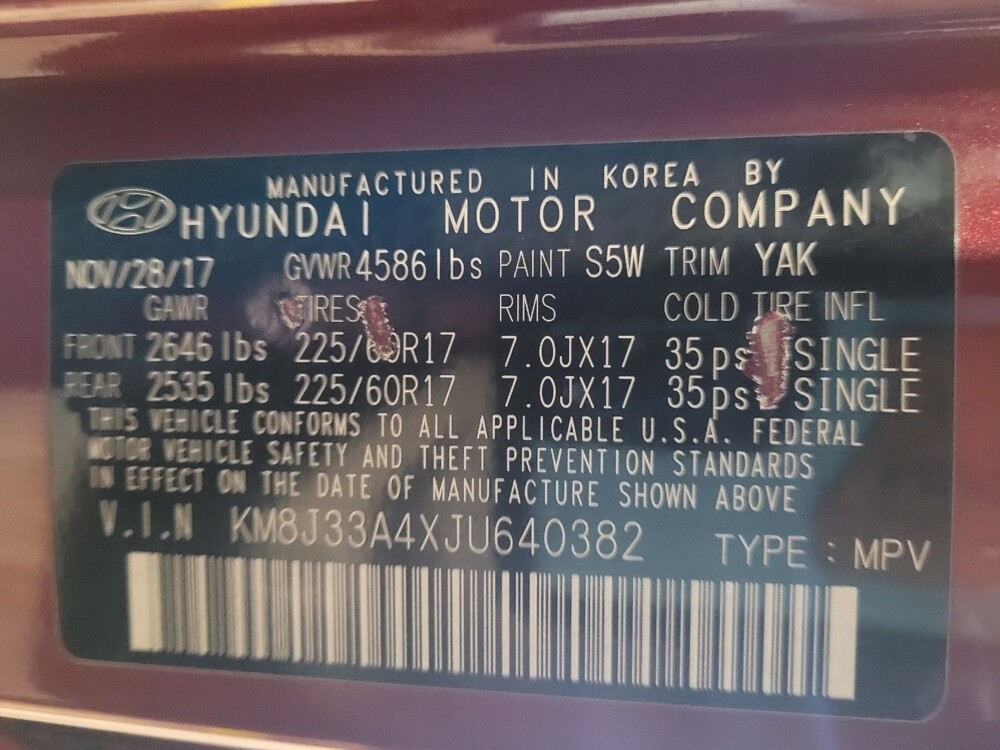 MANUFACTURED IN KOREA BY
HYUNDAI MOTOR COMPANY
NOV/28/17 GVWR 4586 lbs PAINT S5W TRIM YAK
GAWR TIRES RIMS COLD TIRE INFL
FRONT 2646 lbs 225/60R17 7.0JX17 35psi SINGLE
REAR 2535 lbs 225/60R17 7.0JX17 35psi SINGLE
THIS VEHICLE CONFORMS TO ALL APPLICABLE U.S.A. FEDERAL
MOTOR VEHICLE SAFETY AND THEFT PREVENTION STANDARDS
IN EFFECT ON THE DATE OF MANUFACTURE SHOWN ABOVE
V.I.N KM8J33A4XJU640382 TYPE : MPV